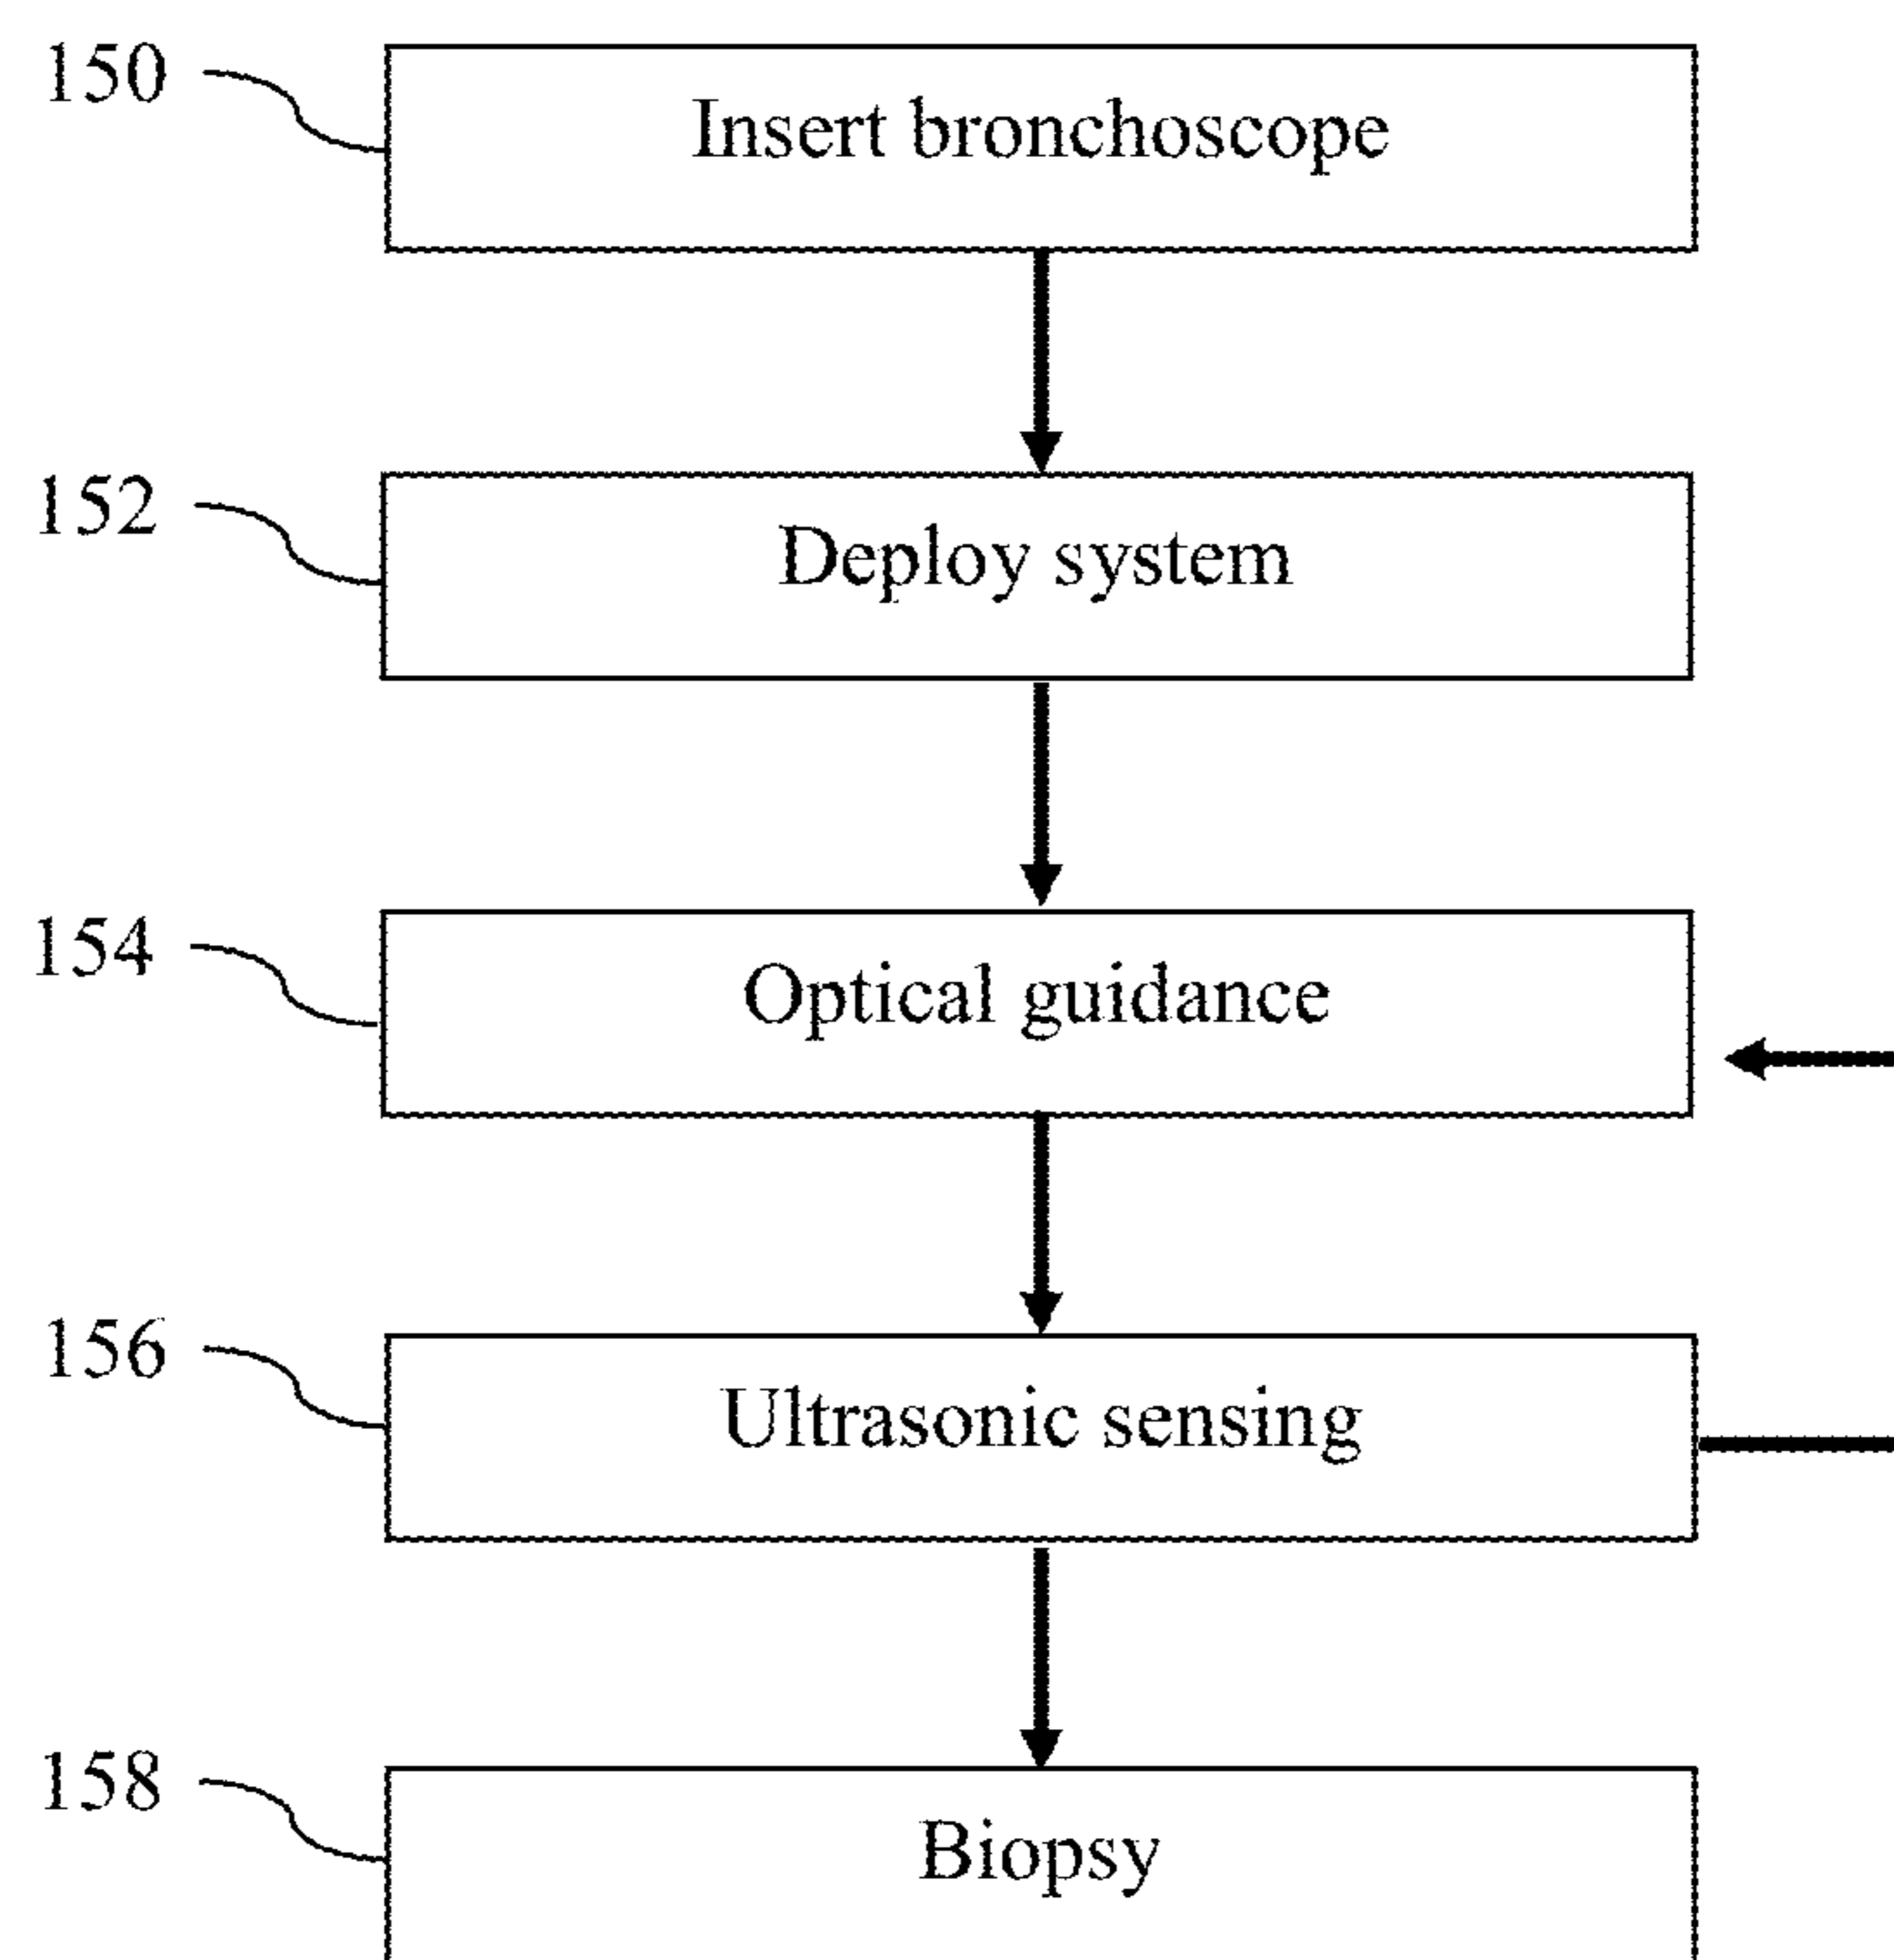 150
Insert bronchoscope
152
Deploy system
154
Optical guidance
156
Ultrasonic sensing
158
Biopsy